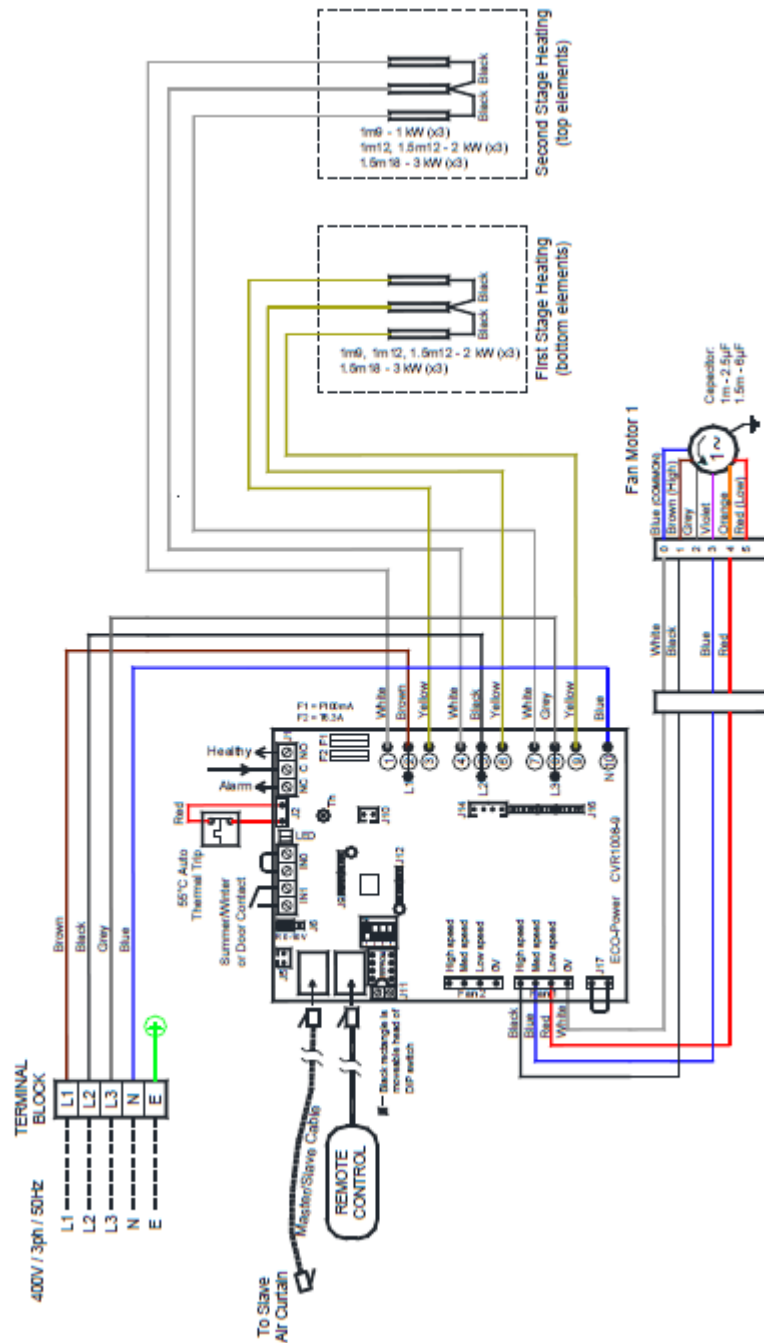 TERMINAL
BLOCK
400V / 3ph / 50Hz
L1
L2
L3
N
E
L1
L2
L3
N
E
Brown
Black
Grey
Blue
55°C Auto
Thermal Trip
Red
Summer/Winter
or Door Contact
To Slave
Air Curtain
Master/Slave Cable
REMOTE
CONTROL
Black rectangle is
moveable head of
DIP switch
Healthy
Alarm
NO
C
NC
J1
J2
LED
IN0
IN1
J5
J6
F1 = F100mA
F2 = T6.3A
F2 F1
Th
J10
J12
J11
J14
J16
J17
High speed
Med speed
Low speed
0V
High speed
Med speed
Low speed
0V
ECO-Power CVR1008-9
1
2
3
4
5
6
7
8
9
10
L1
L2
L3
N
White
Brown
Yellow
White
Black
Yellow
White
Grey
Yellow
Blue
Black
Blue
Red
White
White
Black
Blue
Red
0
1
2
3
4
5
Blue (COMMON)
Brown (High)
Grey
Violet
Orange
Red (Low)
Fan Motor 1
1~
Capacitor:
1m - 2.5µF
1.5m - 6µF
1m9, 1m12, 1.5m12 - 2 kW (x3)
1.5m18 - 3 kW (x3)
Black
Black
First Stage Heating
(bottom elements)
1m9 - 1 kW (x3)
1m12, 1.5m12 - 2 kW (x3)
1.5m18 - 3 kW (x3)
Black
Black
Second Stage Heating
(top elements)